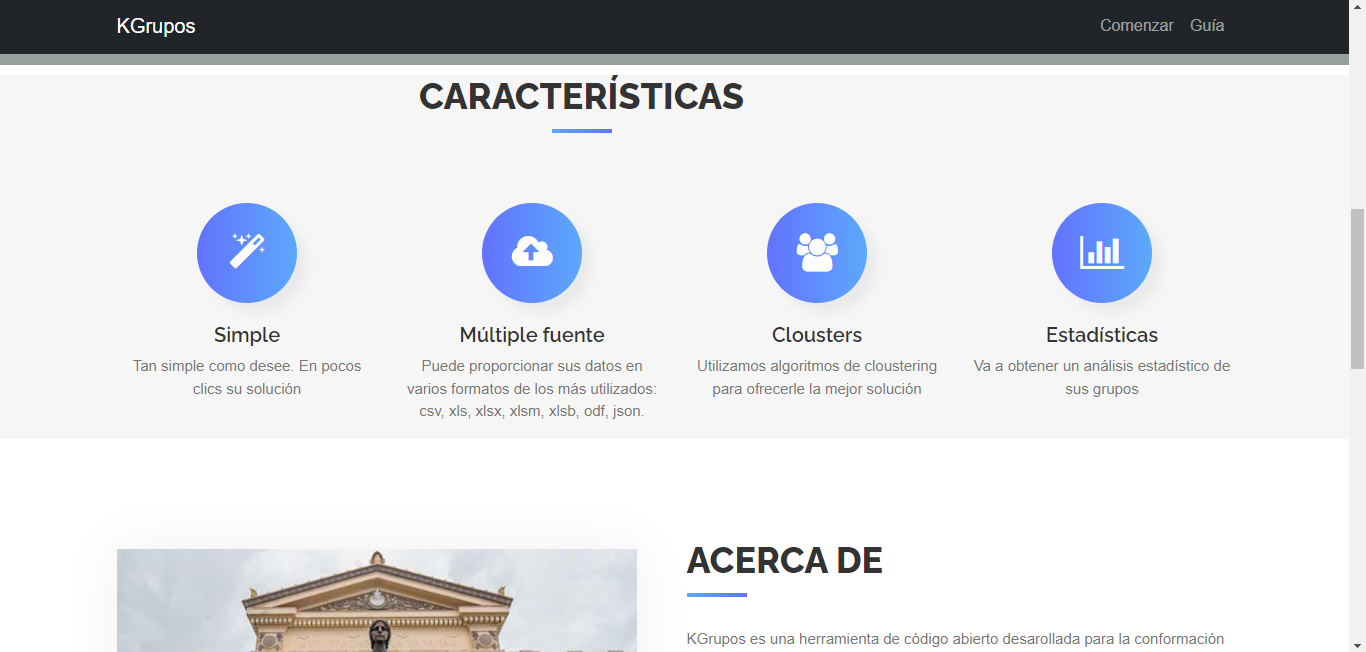 KGrupos
Comenzar Guía
CARACTERÍSTICAS
Simple
Tan simple como desee. En pocos
clics su solución
Múltiple fuente
Puede proporcionar sus datos en
varios formatos de los más utilizados:
csv, xls, xlsx, xlsm, xlsb, odf, json.
Clousters
Utilizamos algoritmos de cloustering
para ofrecerle la mejor solución
Estadísticas
Va a obtener un análisis estadístico de
sus grupos
ACERCA DE
KGrupos es una herramienta de código abierto desarollada para la conformación